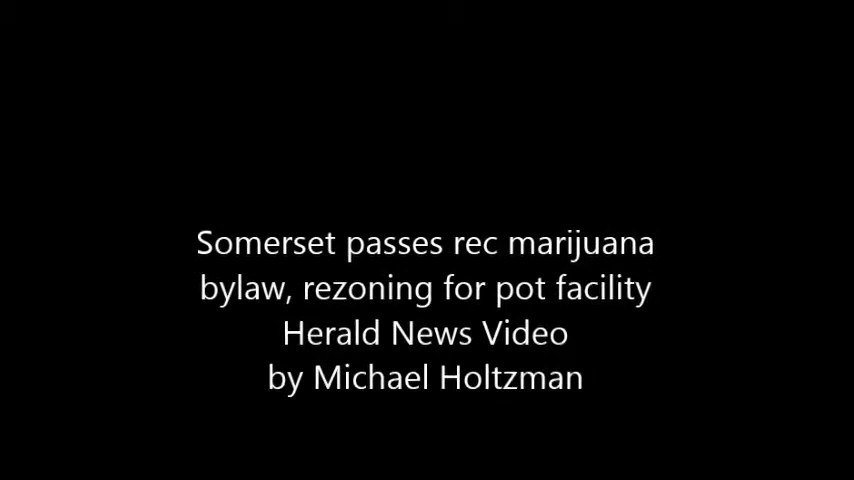 Somerset passes rec marijuana
bylaw, rezoning for pot facility
Herald News Video
by Michael Holtzman